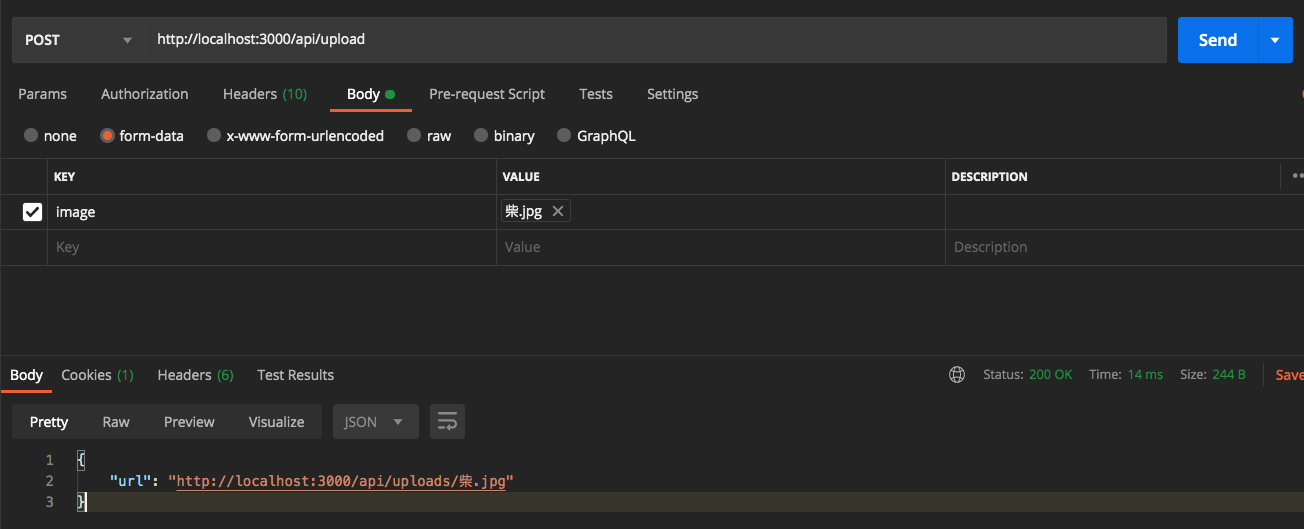 POST http://localhost:3000/api/upload Send
Params Authorization Headers (10) Body Pre-request Script Tests Settings
none form-data x-www-form-urlencoded raw binary GraphQL
KEY VALUE DESCRIPTION
image 柴.jpg
Key Value Description
Body Cookies (1) Headers (6) Test Results Status: 200 OK Time: 14 ms Size: 244 B Save
Pretty Raw Preview Visualize JSON
1 {
2 "url": "http://localhost:3000/api/uploads/柴.jpg"
3 }